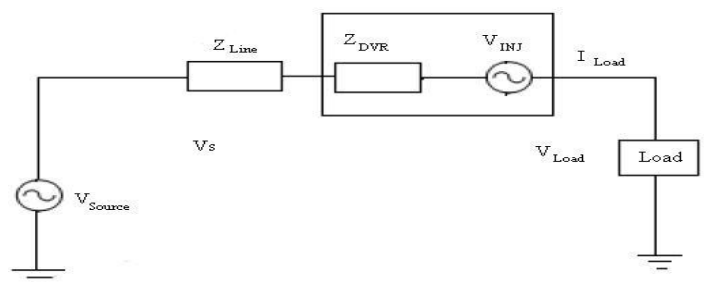 Z Line
Z DVR
V INJ
I Load
Vs
V Load
Load
V Source